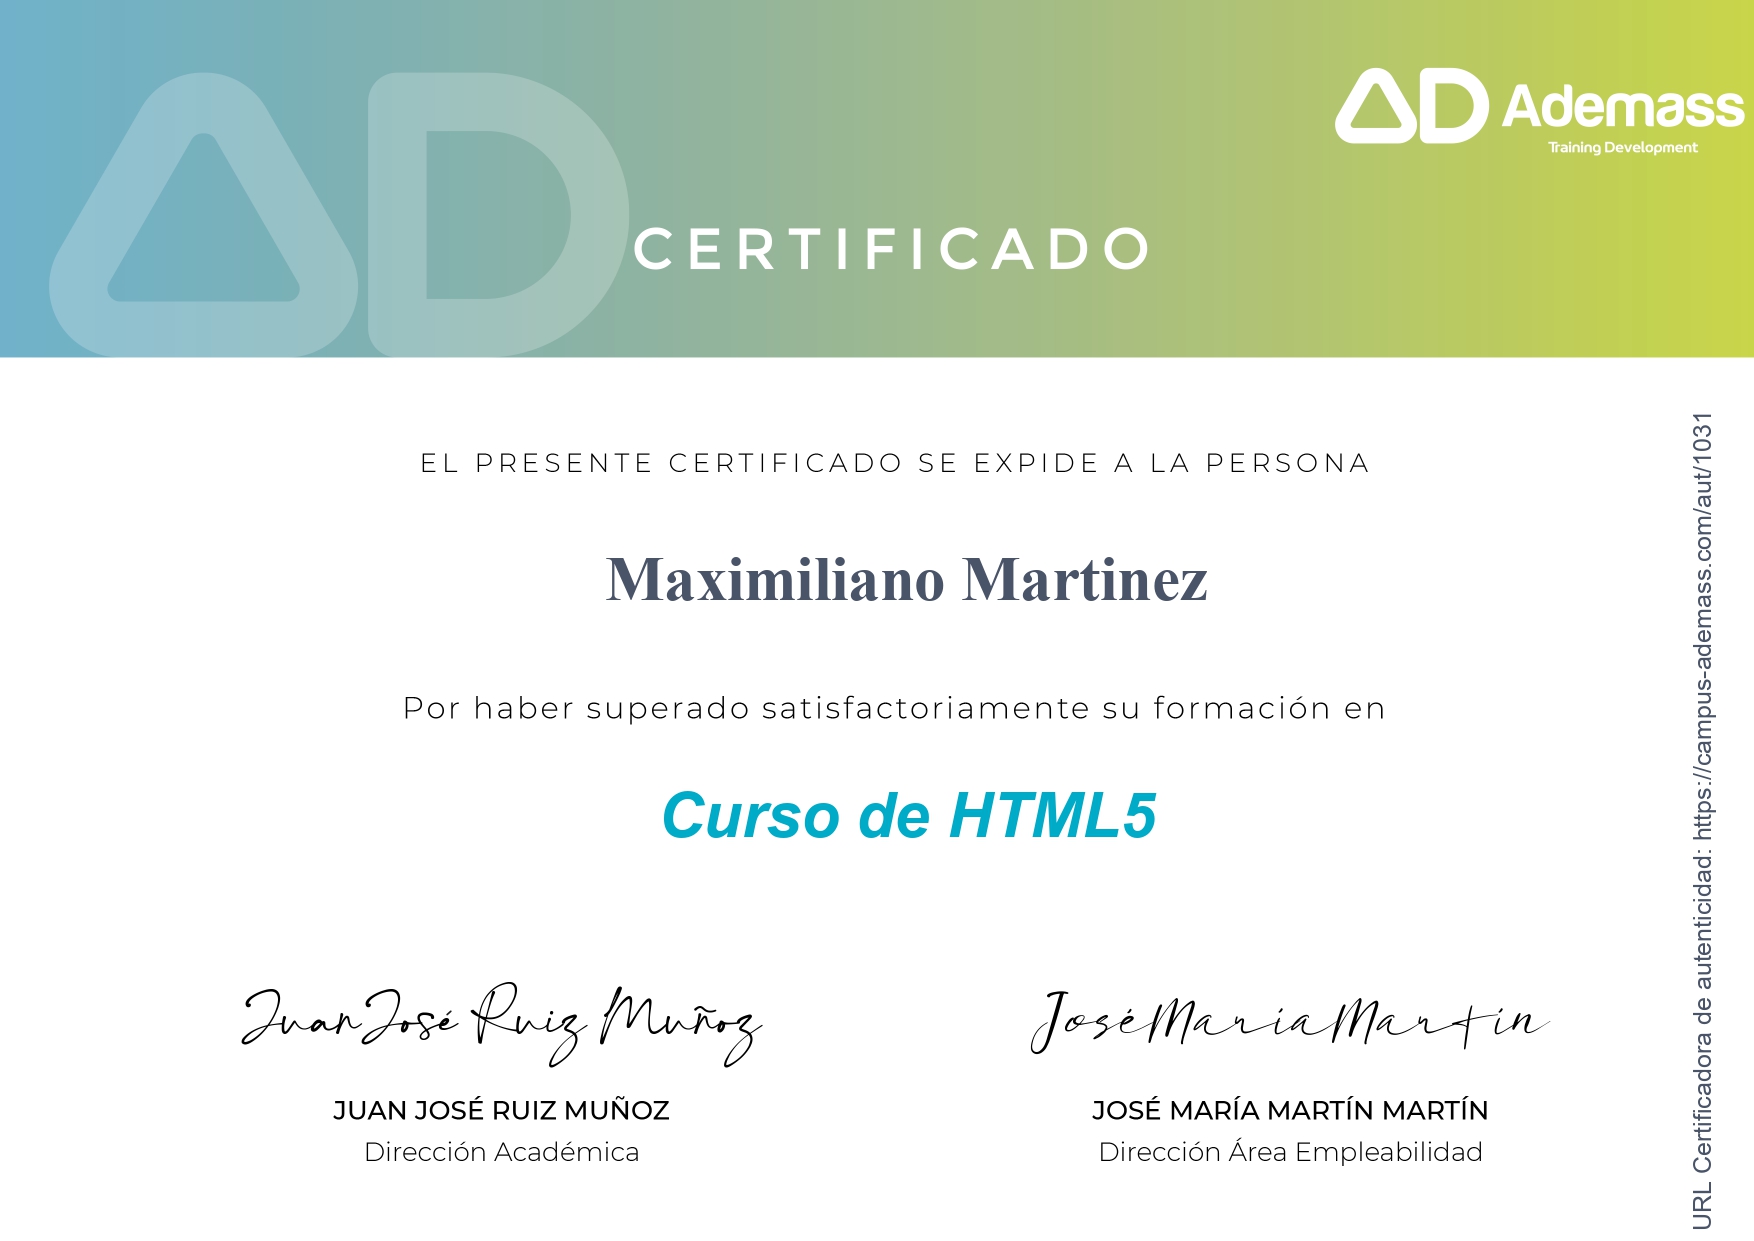 AD Ademass
Training Development
CERTIFICADO
EL PRESENTE CERTIFICADO SE EXPIDE A LA PERSONA
Maximiliano Martinez
Por haber superado satisfactoriamente su formación en
Curso de HTML5
Juan José Ruiz Muñoz
JUAN JOSÉ RUIZ MUÑOZ
Dirección Académica
José María Martín
JOSÉ MARÍA MARTÍN MARTÍN
Dirección Área Empleabilidad
URL Certificadora de autenticidad: https://campus-ademass.com/aut/1031